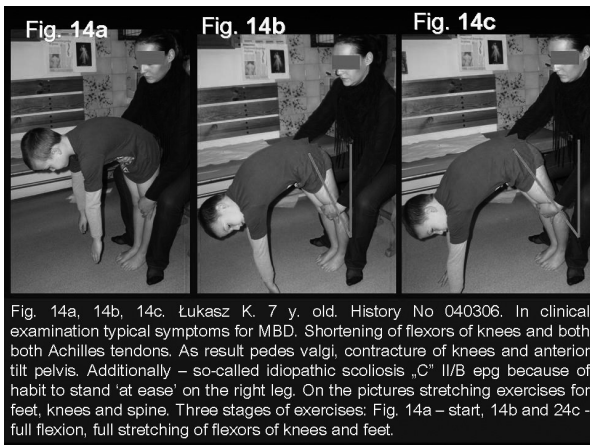 Fig. 14a
Fig. 14b
Fig. 14c
Fig. 14a, 14b, 14c. Łukasz K. 7 y. old. History No 040306. In clinical
examination typical symptoms for MBD. Shortening of flexors of knees and both
both Achilles tendons. As result pedes valgi, contracture of knees and anterior
tilt pelvis. Additionally – so-called idiopathic scoliosis „C” II/B epg because of
habit to stand ‘at ease’ on the right leg. On the pictures stretching exercises for
feet, knees and spine. Three stages of exercises: Fig. 14a – start, 14b and 24c -
full flexion, full stretching of flexors of knees and feet.